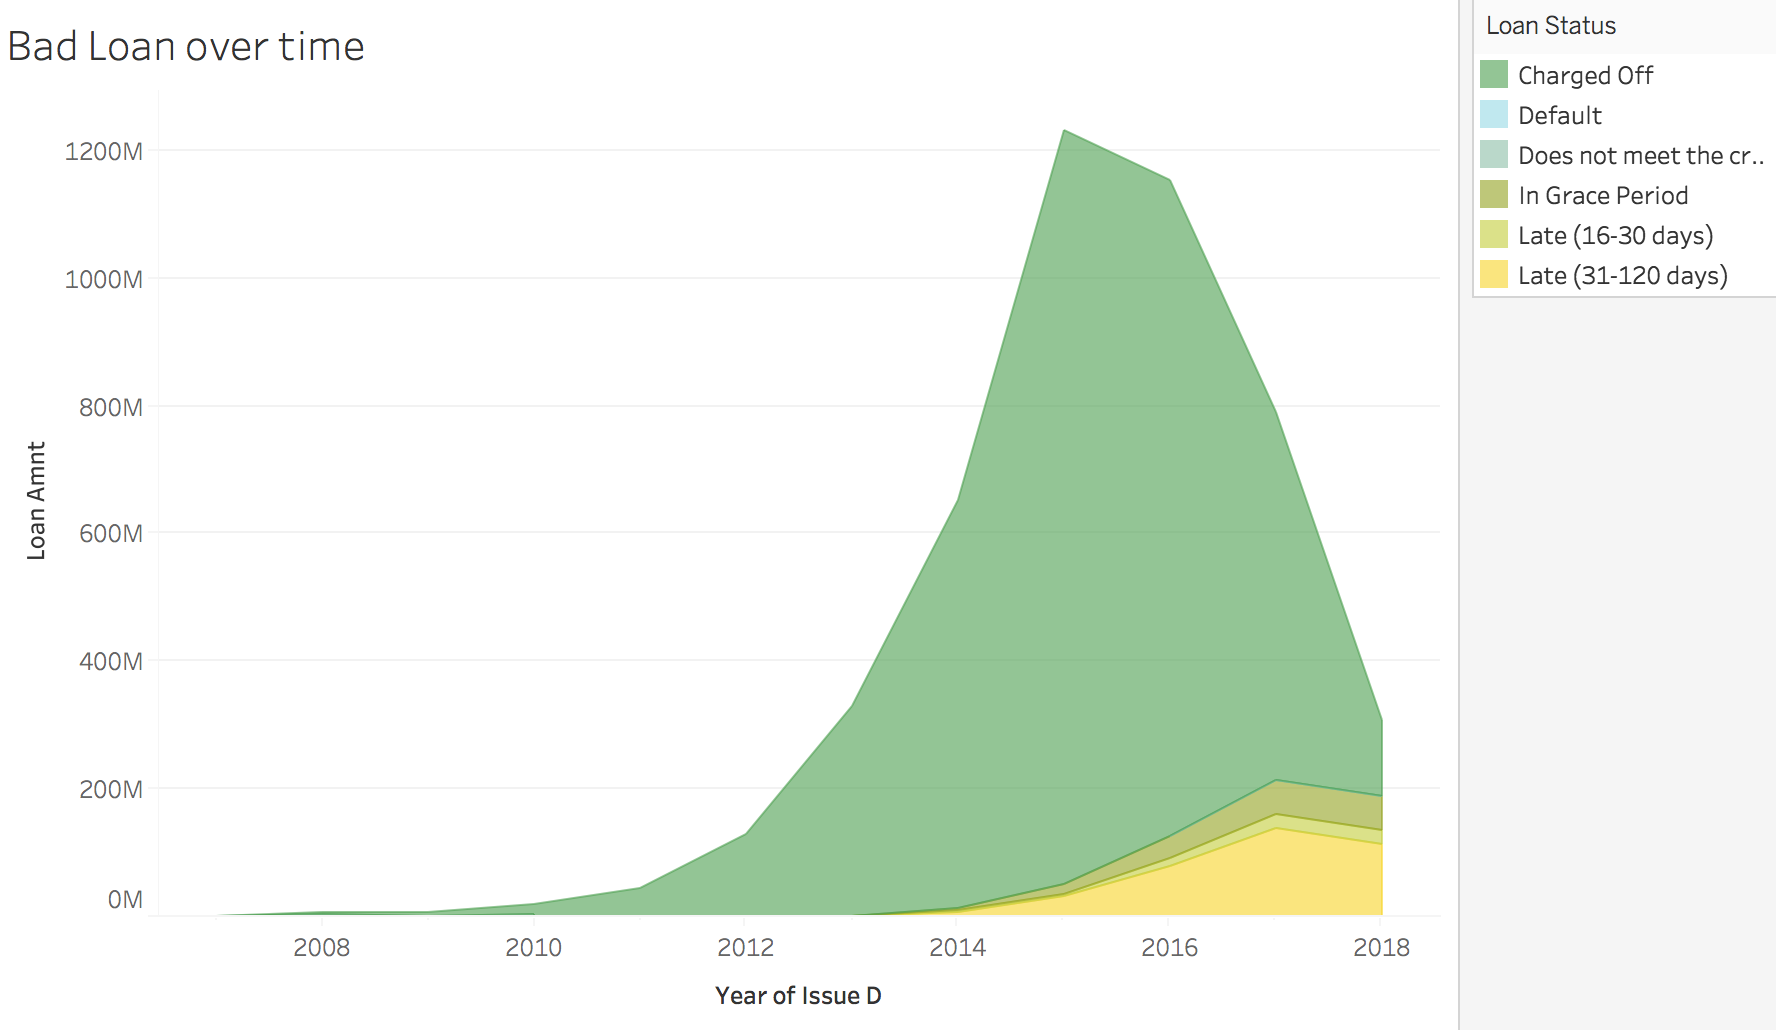 Bad Loan over time
Loan Status
Charged Off
Default
Does not meet the cr..
In Grace Period
Late (16-30 days)
Late (31-120 days)
1200M
1000M
800M
600M
400M
200M
0M
Loan Amnt
2008 2010 2012 2014 2016 2018
Year of Issue D